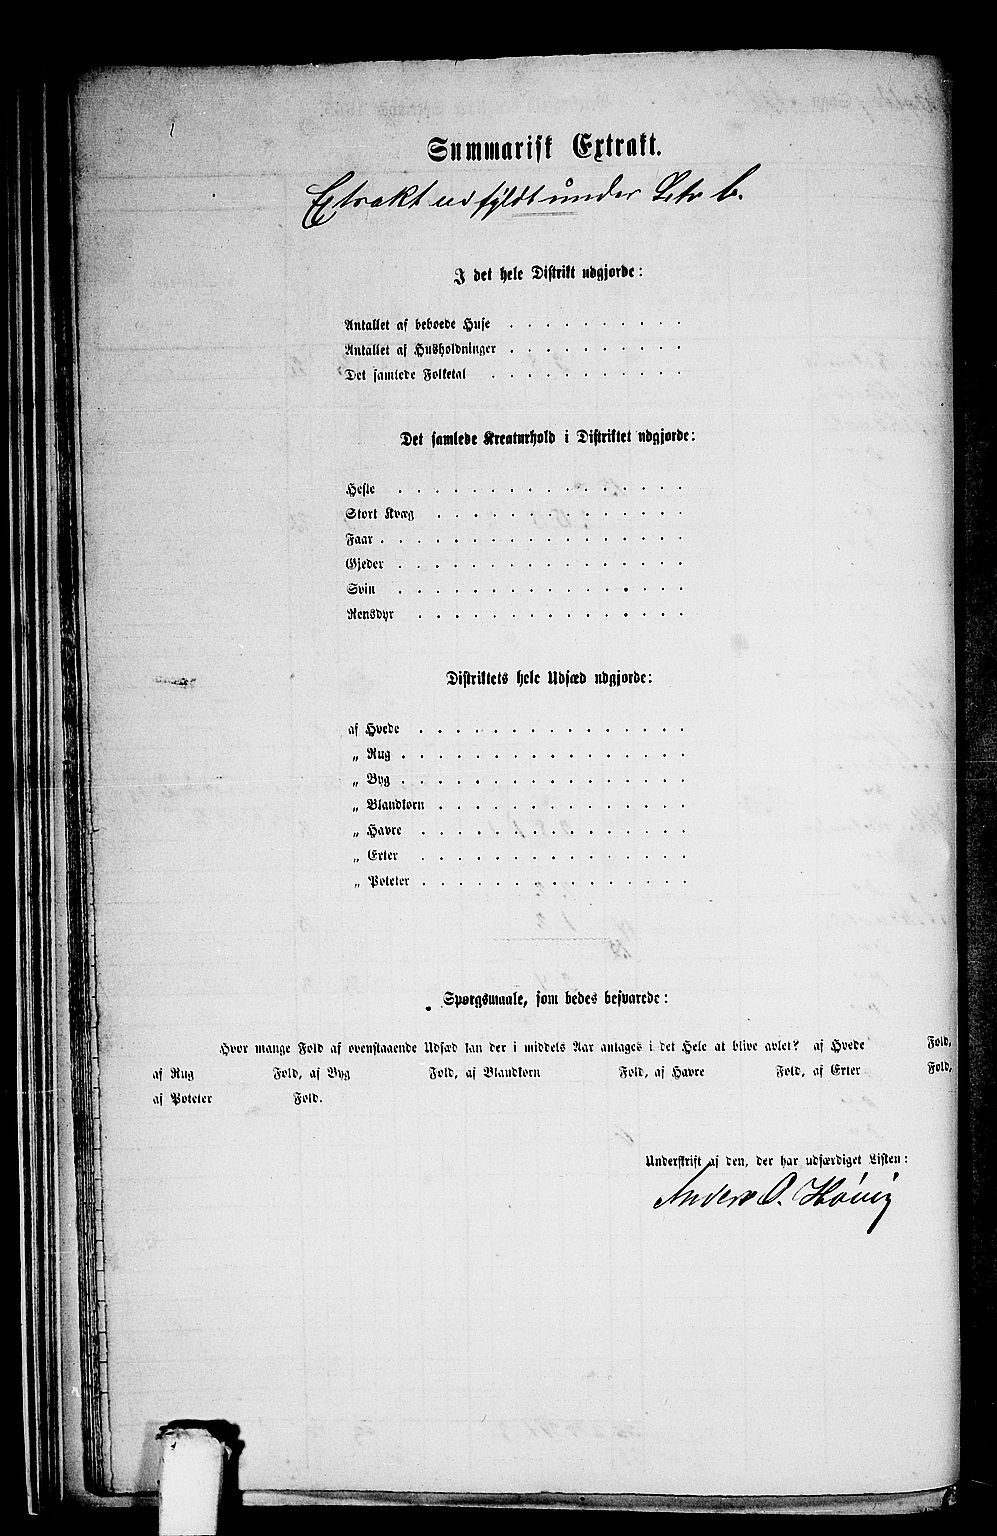 Summarisk Extrakt.
Extrakt udfyldt under Litr b.
I det hele Distrikt udgjorde:
Antallet af beboede Huse . . . . . . . . . .
Antallet af Husholdninger . . . . . . . . . .
Det samlede Folketal . . . . . . . . . . .
Det samlede Kreaturhold i Distriktet udgjorde:
Heste . . . . . . . . . . . . . . . .
Stort Kvæg . . . . . . . . . . . . . .
Faar . . . . . . . . . . . . . . . . .
Gjeder . . . . . . . . . . . . . . . .
Svin . . . . . . . . . . . . . . . .
Rensdyr . . . . . . . . . . . . . . .
Distriktets hele Udsæd udgjorde:
af Hvede . . . . . . . . . . . . . . .
„ Rug . . . . . . . . . . . . . . . .
„ Byg . . . . . . . . . . . . . . . .
„ Blandkorn . . . . . . . . . . . . . .
„ Havre . . . . . . . . . . . . . . .
„ Erter . . . . . . . . . . . . . . .
„ Poteter . . . . . . . . . . . . . . .
Spørgsmaale, som bedes besvarede:
Hvor mange Fold af ovenstaaende Udsæd kan der i middels Aar antages i det Hele at blive avlet? af Hvede Fold,
af Rug Fold, af Byg Fold, af Blandkorn Fold, af Havre Fold, af Erter Fold,
af Poteter Fold.
Underskrift af den, der har udfærdiget Listen:
Anders O.